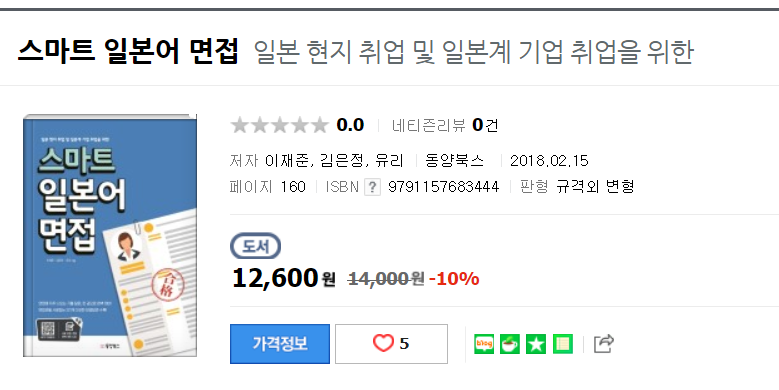 스마트 일본어 면접 일본 현지 취업 및 일본계 기업 취업을 위한
스마트
일본어
면접
合格
0.0 네티즌리뷰 0건
저자 이재준, 김은정, 유리 동양북스 2018.02.15
페이지 160 ISBN ? 9791157683444 판형 규격외 변형
도서
12,600원 14,000원 -10%
가격정보 5
blog